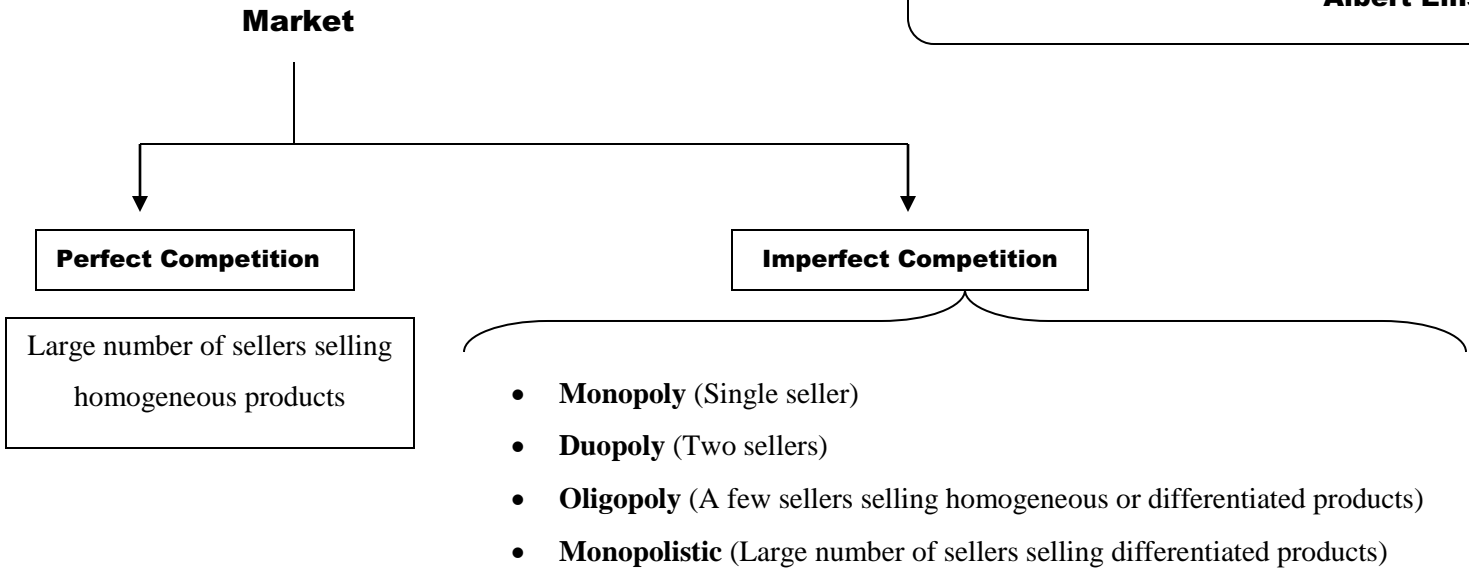 Market
Albert
Perfect Competition
Imperfect Competition
Large number of sellers selling
homogeneous products
• Monopoly (Single seller)
• Duopoly (Two sellers)
• Oligopoly (A few sellers selling homogeneous or differentiated products)
• Monopolistic (Large number of sellers selling differentiated products)